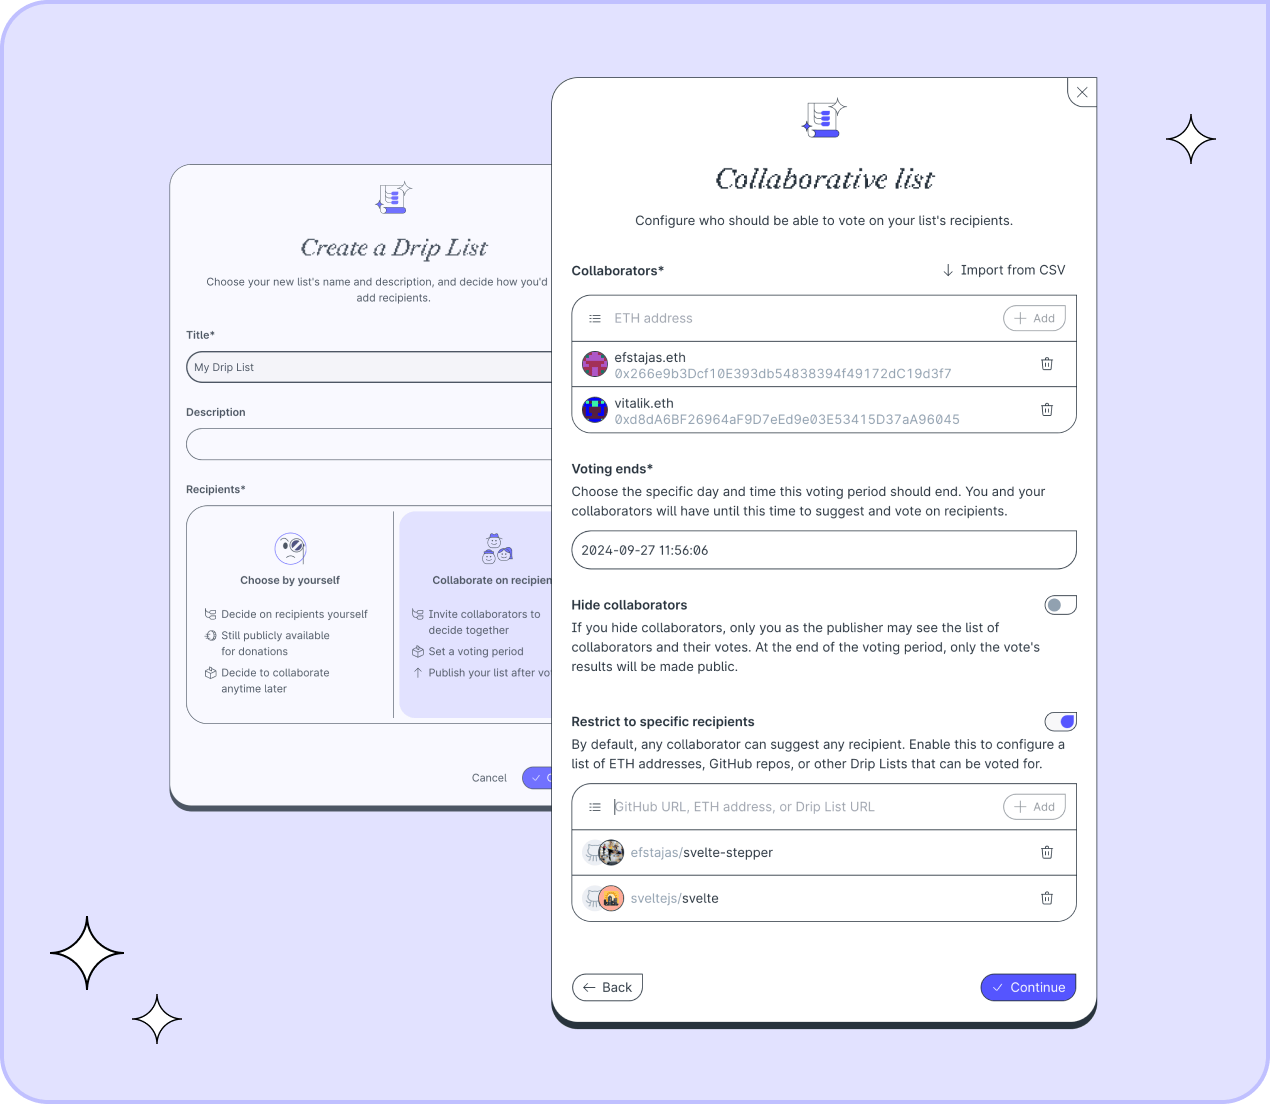 Create a Drip List
Choose your new list's name and description, and decide how you'd
add recipients.
Title*
My Drip List
Description
Recipients*
Choose by yourself
Decide on recipients yourself
Still publicly available
for donations
Decide to collaborate
anytime later
Collaborate on recipien
Invite collaborators to
decide together
Set a voting period
Publish your list after vo
Cancel
Collaborative list
Configure who should be able to vote on your list's recipients.
Collaborators*
Import from CSV
ETH address
Add
efstajas.eth
0x266e9b3Dcf10E393db54838394f49172dC19d3f7
vitalik.eth
0xd8dA6BF26964aF9D7eEd9e03E53415D37aA96045
Voting ends*
Choose the specific day and time this voting period should end. You and your
collaborators will have until this time to suggest and vote on recipients.
2024-09-27 11:56:06
Hide collaborators
If you hide collaborators, only you as the publisher may see the list of
collaborators and their votes. At the end of the voting period, only the vote's
results will be made public.
Restrict to specific recipients
By default, any collaborator can suggest any recipient. Enable this to configure a
list of ETH addresses, GitHub repos, or other Drip Lists that can be voted for.
GitHub URL, ETH address, or Drip List URL
Add
efstajas/svelte-stepper
sveltejs/svelte
Back
Continue